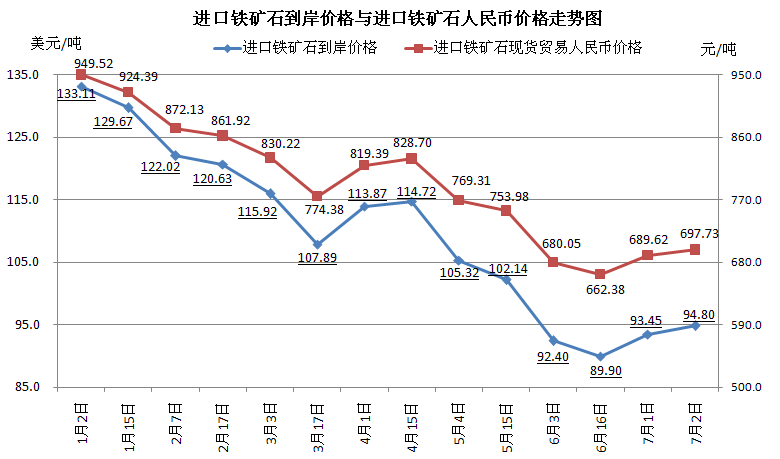 进口铁矿石到岸价格与进口铁矿石人民币价格走势图
美元/吨
进口铁矿石到岸价格
进口铁矿石现货贸易人民币价格
元/吨
135.0
125.0
115.0
105.0
95.0
85.0
950.0
860.0
770.0
680.0
590.0
500.0
949.52
924.39
872.13
861.92
830.22
774.38
819.39
828.70
769.31
753.98
680.05
662.38
689.62
697.73
133.11
129.67
122.02
120.63
115.92
107.89
113.87
114.72
105.32
102.14
92.40
89.90
93.45
94.80
1月2日
1月15日
2月7日
2月17日
3月3日
3月17日
4月1日
4月15日
5月4日
5月15日
6月3日
6月16日
7月1日
7月2日